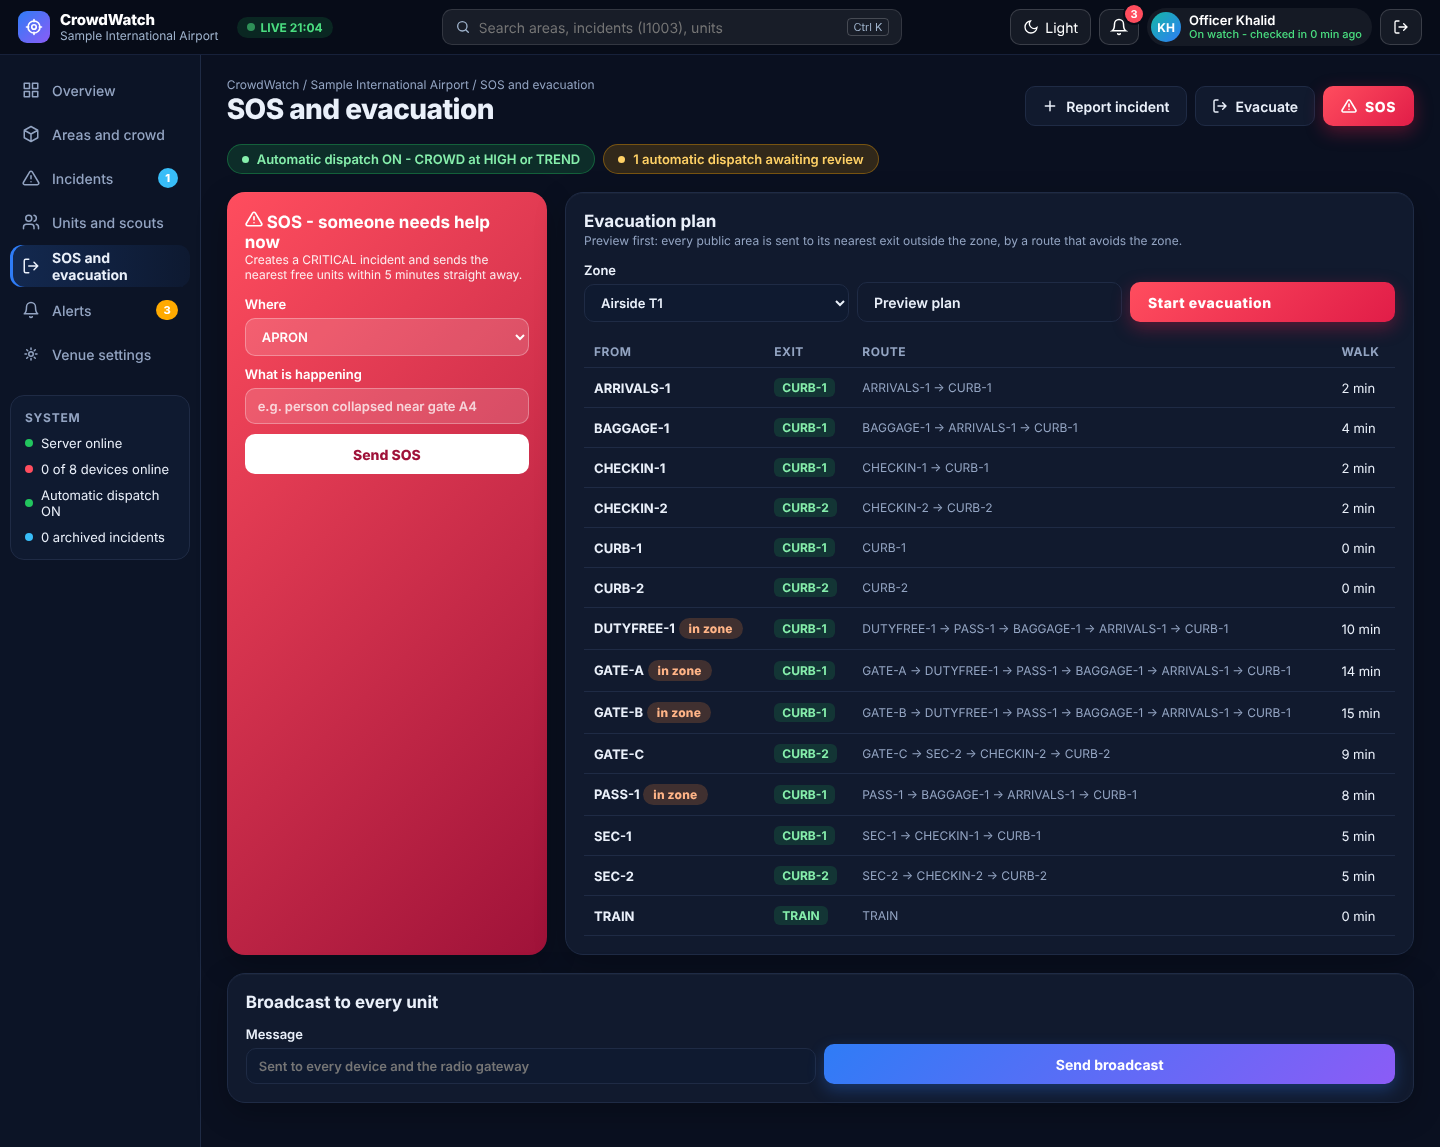 CrowdWatch
Sample International Airport
LIVE 21:04
Search areas, incidents (I1003), units
Ctrl K
Light
3
KH
Officer Khalid
On watch - checked in 0 min ago
Overview
Areas and crowd
Incidents
1
Units and scouts
SOS and
evacuation
Alerts
3
Venue settings
SYSTEM
Server online
0 of 8 devices online
Automatic dispatch
ON
0 archived incidents
CrowdWatch / Sample International Airport / SOS and evacuation
SOS and evacuation
Report incident
Evacuate
SOS
Automatic dispatch ON - CROWD at HIGH or TREND
1 automatic dispatch awaiting review
SOS - someone needs help
now
Creates a CRITICAL incident and sends the
nearest free units within 5 minutes straight away.
Where
APRON
What is happening
e.g. person collapsed near gate A4
Send SOS
Evacuation plan
Preview first: every public area is sent to its nearest exit outside the zone, by a route that avoids the zone.
Zone
Airside T1
Preview plan
Start evacuation
FROM EXIT ROUTE WALK
ARRIVALS-1 CURB-1 ARRIVALS-1 → CURB-1 2 min
BAGGAGE-1 CURB-1 BAGGAGE-1 → ARRIVALS-1 → CURB-1 4 min
CHECKIN-1 CURB-1 CHECKIN-1 → CURB-1 2 min
CHECKIN-2 CURB-2 CHECKIN-2 → CURB-2 2 min
CURB-1 CURB-1 CURB-1 0 min
CURB-2 CURB-2 CURB-2 0 min
DUTYFREE-1 in zone CURB-1 DUTYFREE-1 → PASS-1 → BAGGAGE-1 → ARRIVALS-1 → CURB-1 10 min
GATE-A in zone CURB-1 GATE-A → DUTYFREE-1 → PASS-1 → BAGGAGE-1 → ARRIVALS-1 → CURB-1 14 min
GATE-B in zone CURB-1 GATE-B → DUTYFREE-1 → PASS-1 → BAGGAGE-1 → ARRIVALS-1 → CURB-1 15 min
GATE-C CURB-2 GATE-C → SEC-2 → CHECKIN-2 → CURB-2 9 min
PASS-1 in zone CURB-1 PASS-1 → BAGGAGE-1 → ARRIVALS-1 → CURB-1 8 min
SEC-1 CURB-1 SEC-1 → CHECKIN-1 → CURB-1 5 min
SEC-2 CURB-2 SEC-2 → CHECKIN-2 → CURB-2 5 min
TRAIN TRAIN TRAIN 0 min
Broadcast to every unit
Message
Sent to every device and the radio gateway
Send broadcast